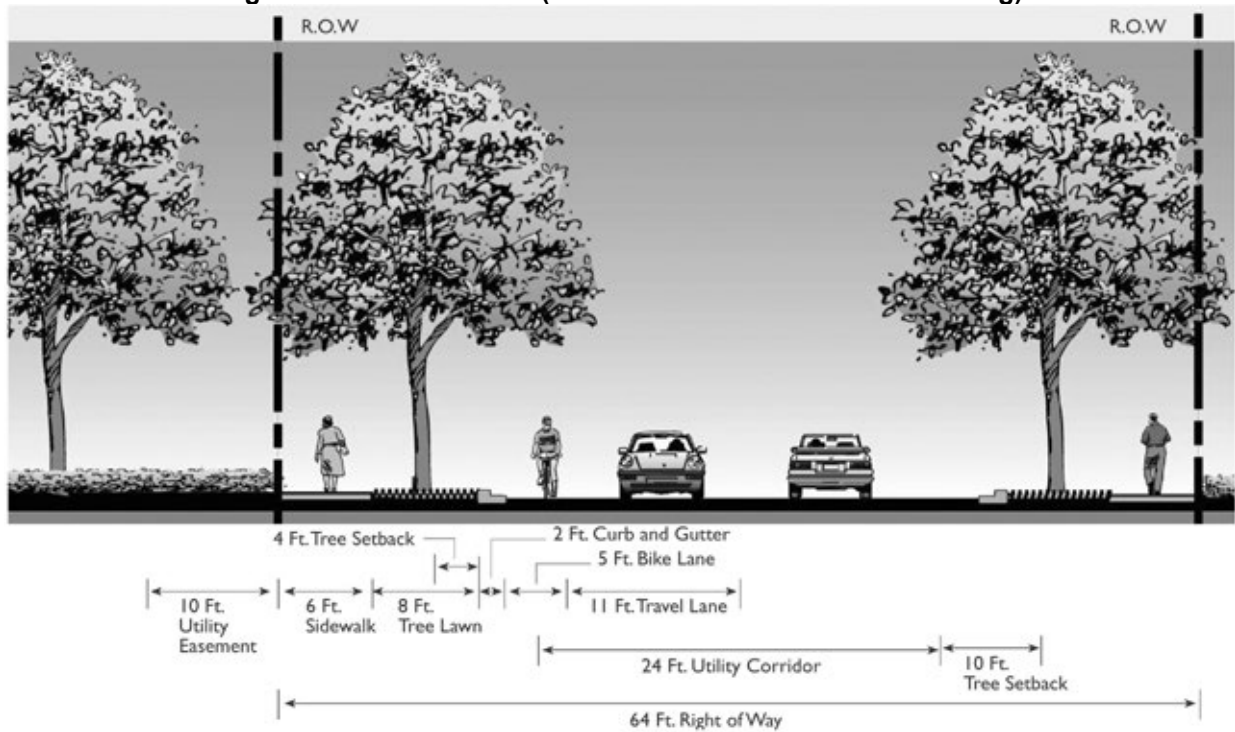 R.O.W R.O.W
4 Ft. Tree Setback 2 Ft. Curb and Gutter
5 Ft. Bike Lane
10 Ft. 6 Ft. 8 Ft. 11 Ft. Travel Lane
Utility Sidewalk Tree Lawn
Easement
24 Ft. Utility Corridor 10 Ft.
Tree Setback
64 Ft. Right of Way